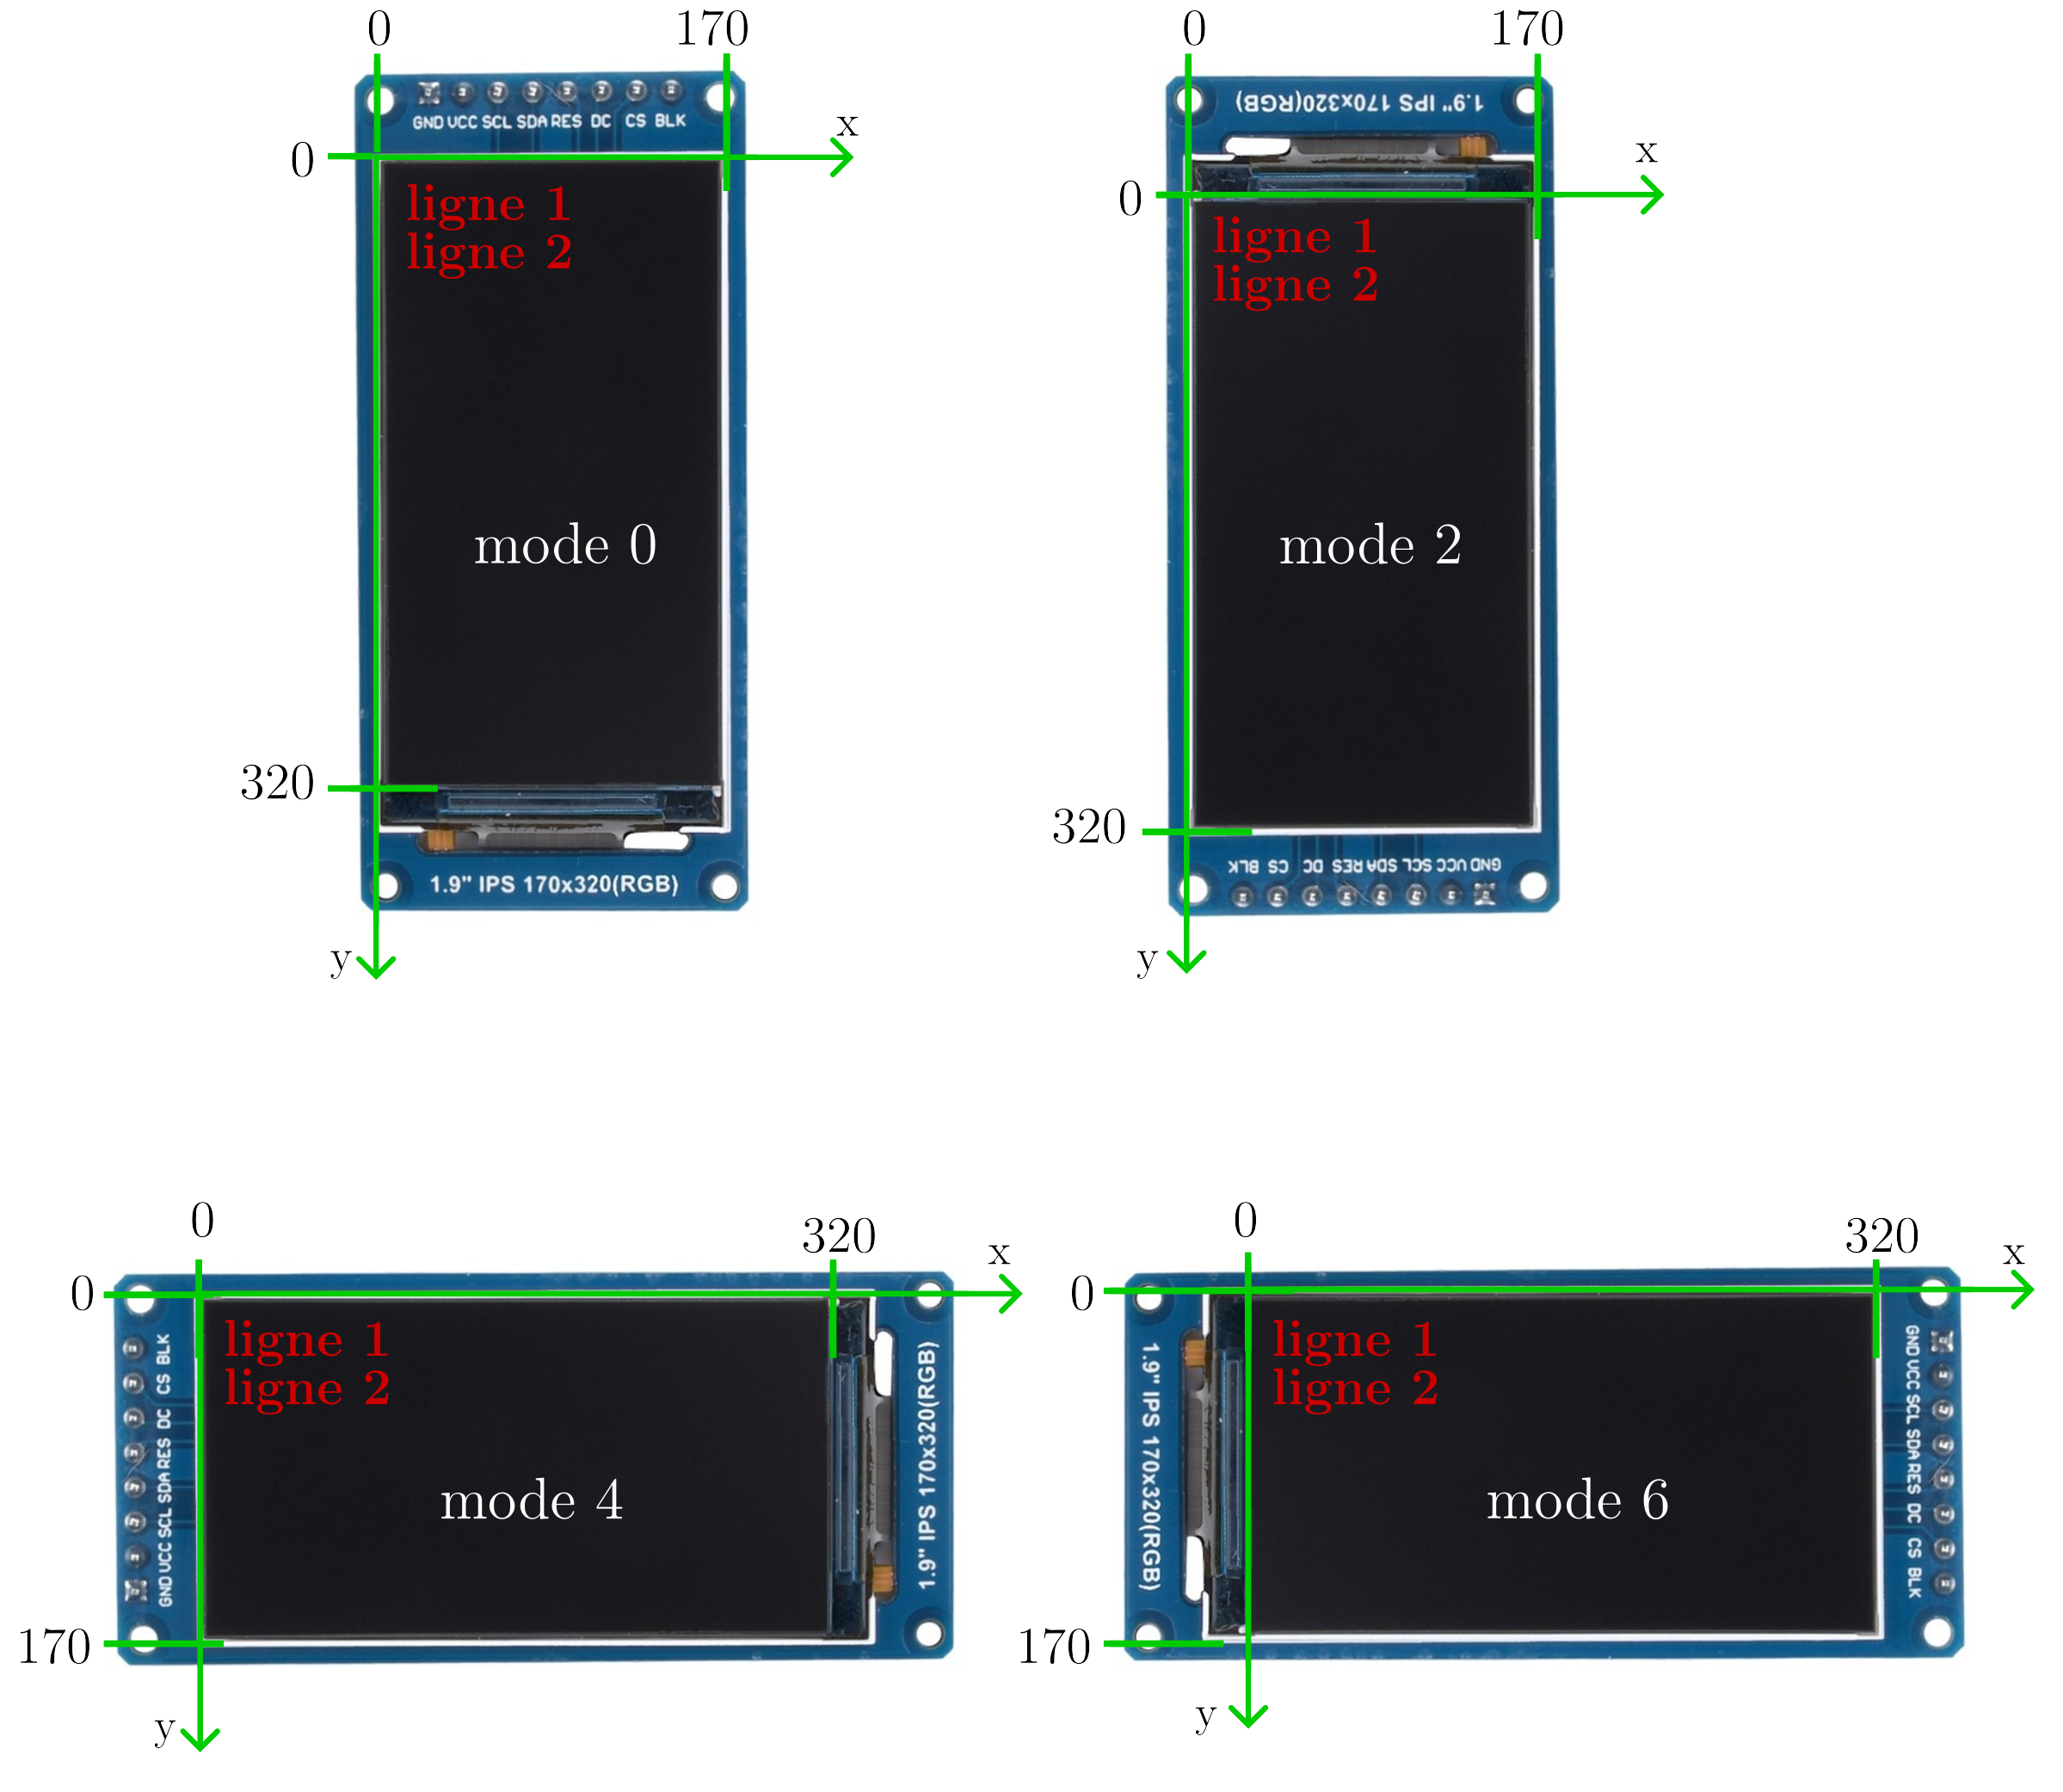 0 170
GND VCC SCL SDA RES DC CS BLK
x
0
ligne 1
ligne 2
mode 0
320
1.9" IPS 170x320(RGB)
y
0 170
1.9" IPS 170x320(RGB)
x
0
ligne 1
ligne 2
mode 2
320
GND VCC SCL SDA RES DC CS BLK
y
0 320
x
0
GND VCC SCL SDA RES DC CS BLK
ligne 1
ligne 2
mode 4
1.9" IPS 170x320(RGB)
170
y
0 320
x
0
1.9" IPS 170x320(RGB)
ligne 1
ligne 2
mode 6
GND VCC SCL SDA RES DC CS BLK
170
y